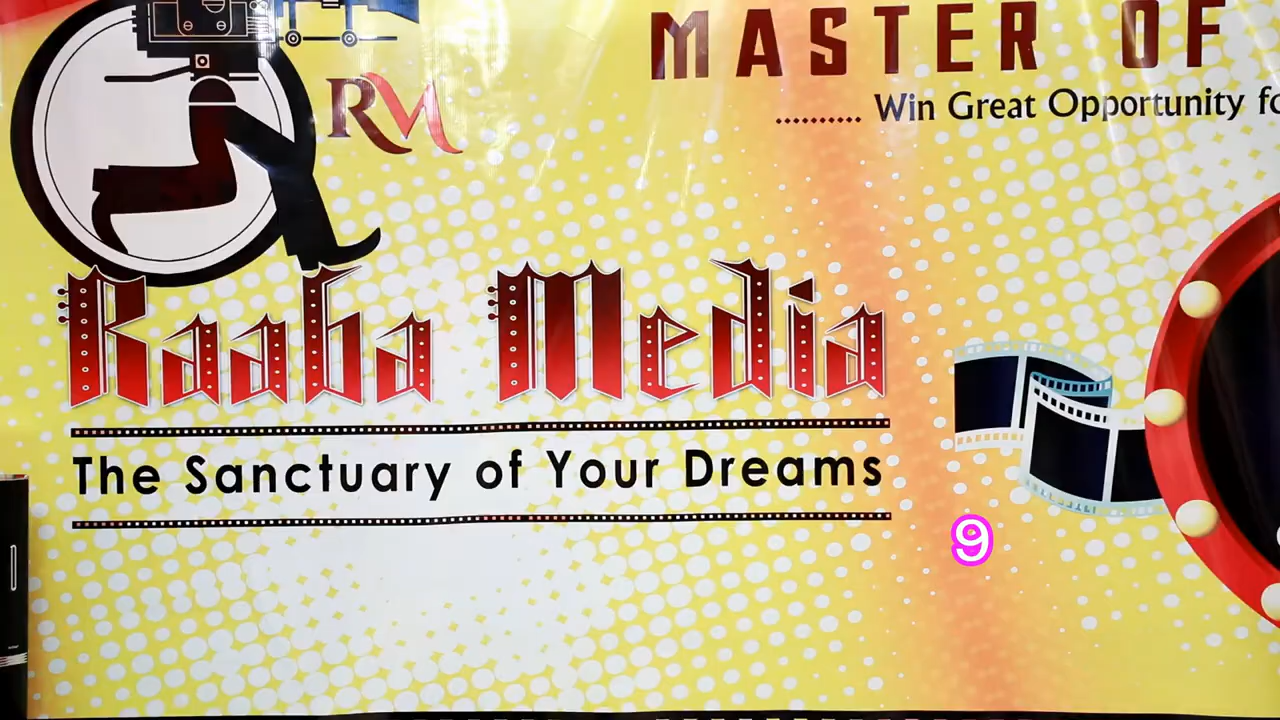 MASTER OF
Win Great Opportunity fo
RM
Raaba Media
The Sanctuary of Your Dreams
9